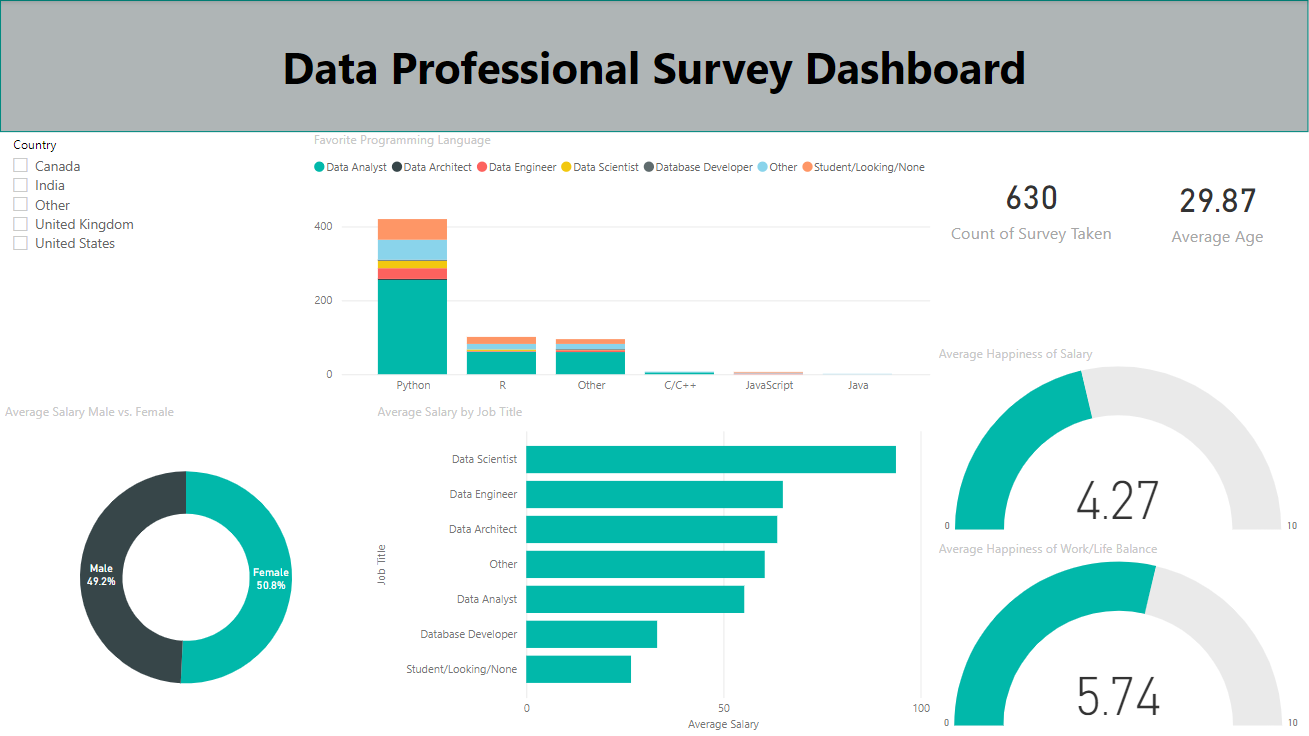 Data Professional Survey Dashboard
Country
Canada
India
Other
United Kingdom
United States
Favorite Programming Language
Data Analyst Data Architect Data Engineer Data Scientist Database Developer Other Student/Looking/None
400
200
0
Python R Other C/C++ JavaScript Java
630
Count of Survey Taken
29.87
Average Age
Average Salary Male vs. Female
Male
49.2%
Female
50.8%
Average Salary by Job Title
Job Title
Data Scientist
Data Engineer
Data Architect
Other
Data Analyst
Database Developer
Student/Looking/None
0 50 100
Average Salary
Average Happiness of Salary
4.27
0 10
Average Happiness of Work/Life Balance
5.74
0 10